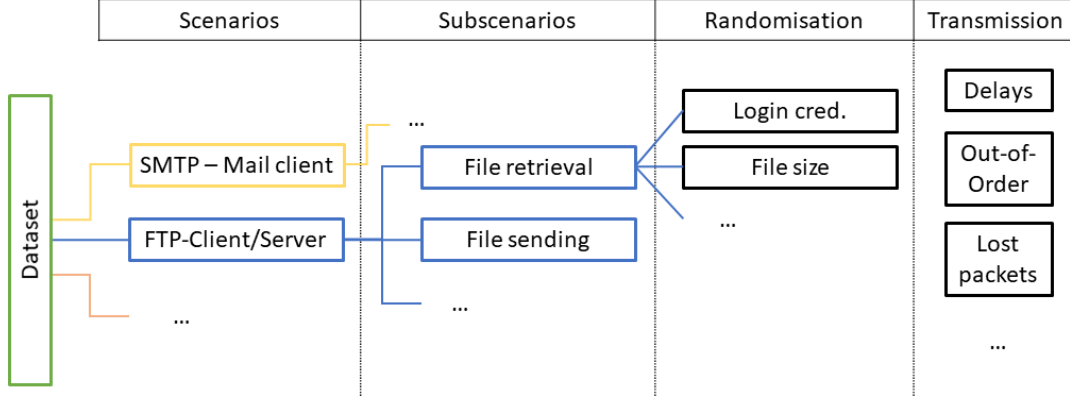 Scenarios
Subscenarios
Randomisation
Transmission
Dataset
SMTP – Mail client
FTP-Client/Server
...
...
File retrieval
File sending
...
Login cred.
File size
...
Delays
Out-of-
Order
Lost
packets
...